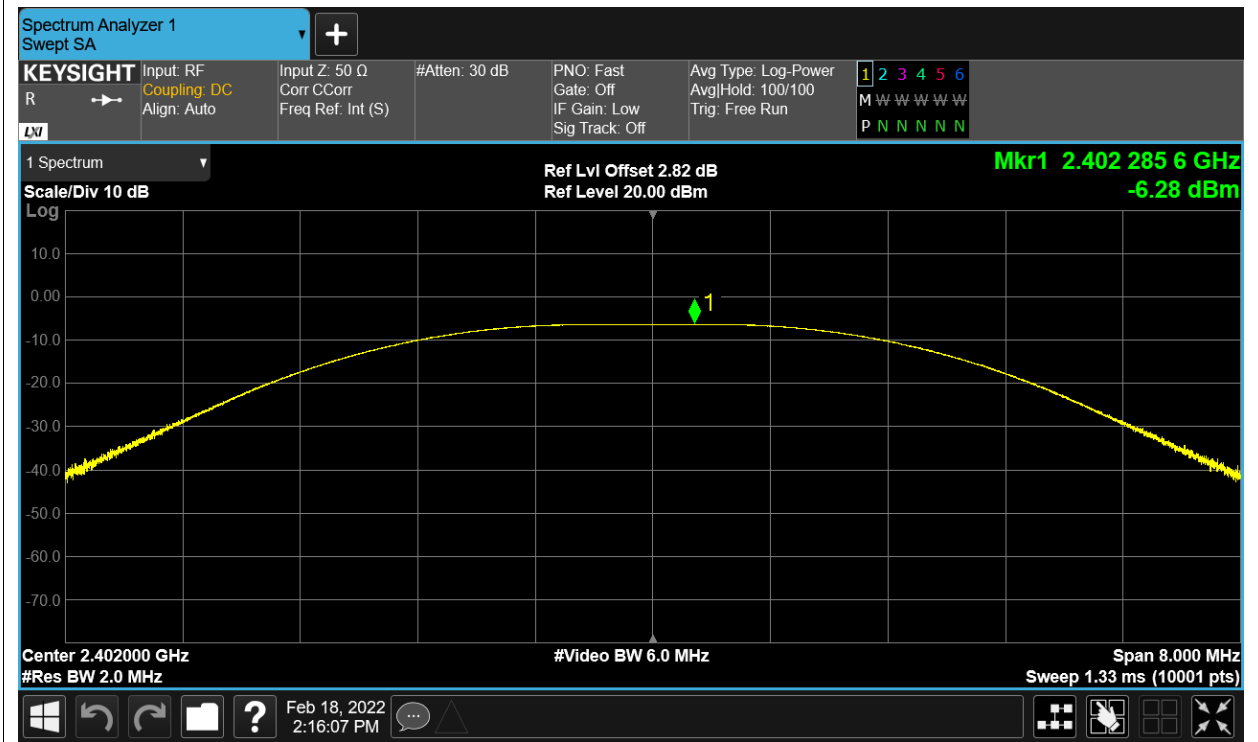 Spectrum Analyzer 1
Swept SA
+
KEYSIGHT
R
LXI
Input: RF
Coupling: DC
Align: Auto
Input Z: 50 Ω
Corr CCorr
Freq Ref: Int (S)
#Atten: 30 dB
PNO: Fast
Gate: Off
IF Gain: Low
Sig Track: Off
Avg Type: Log-Power
Avg|Hold: 100/100
Trig: Free Run
1 2 3 4 5 6
M W W W W W
P N N N N N
1 Spectrum
Scale/Div 10 dB
Log
Ref Lvl Offset 2.82 dB
Ref Level 20.00 dBm
Mkr1 2.402 285 6 GHz
-6.28 dBm
10.0
0.00
-10.0
-20.0
-30.0
-40.0
-50.0
-60.0
-70.0
1
Center 2.402000 GHz
#Res BW 2.0 MHz
#Video BW 6.0 MHz
Span 8.000 MHz
Sweep 1.33 ms (10001 pts)
?
Feb 18, 2022
2:16:07 PM